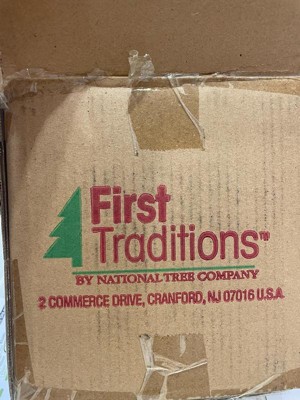 First
Traditions™
BY NATIONAL TREE COMPANY
2 COMMERCE DRIVE, CRANFORD, NJ 07016 U.S.A